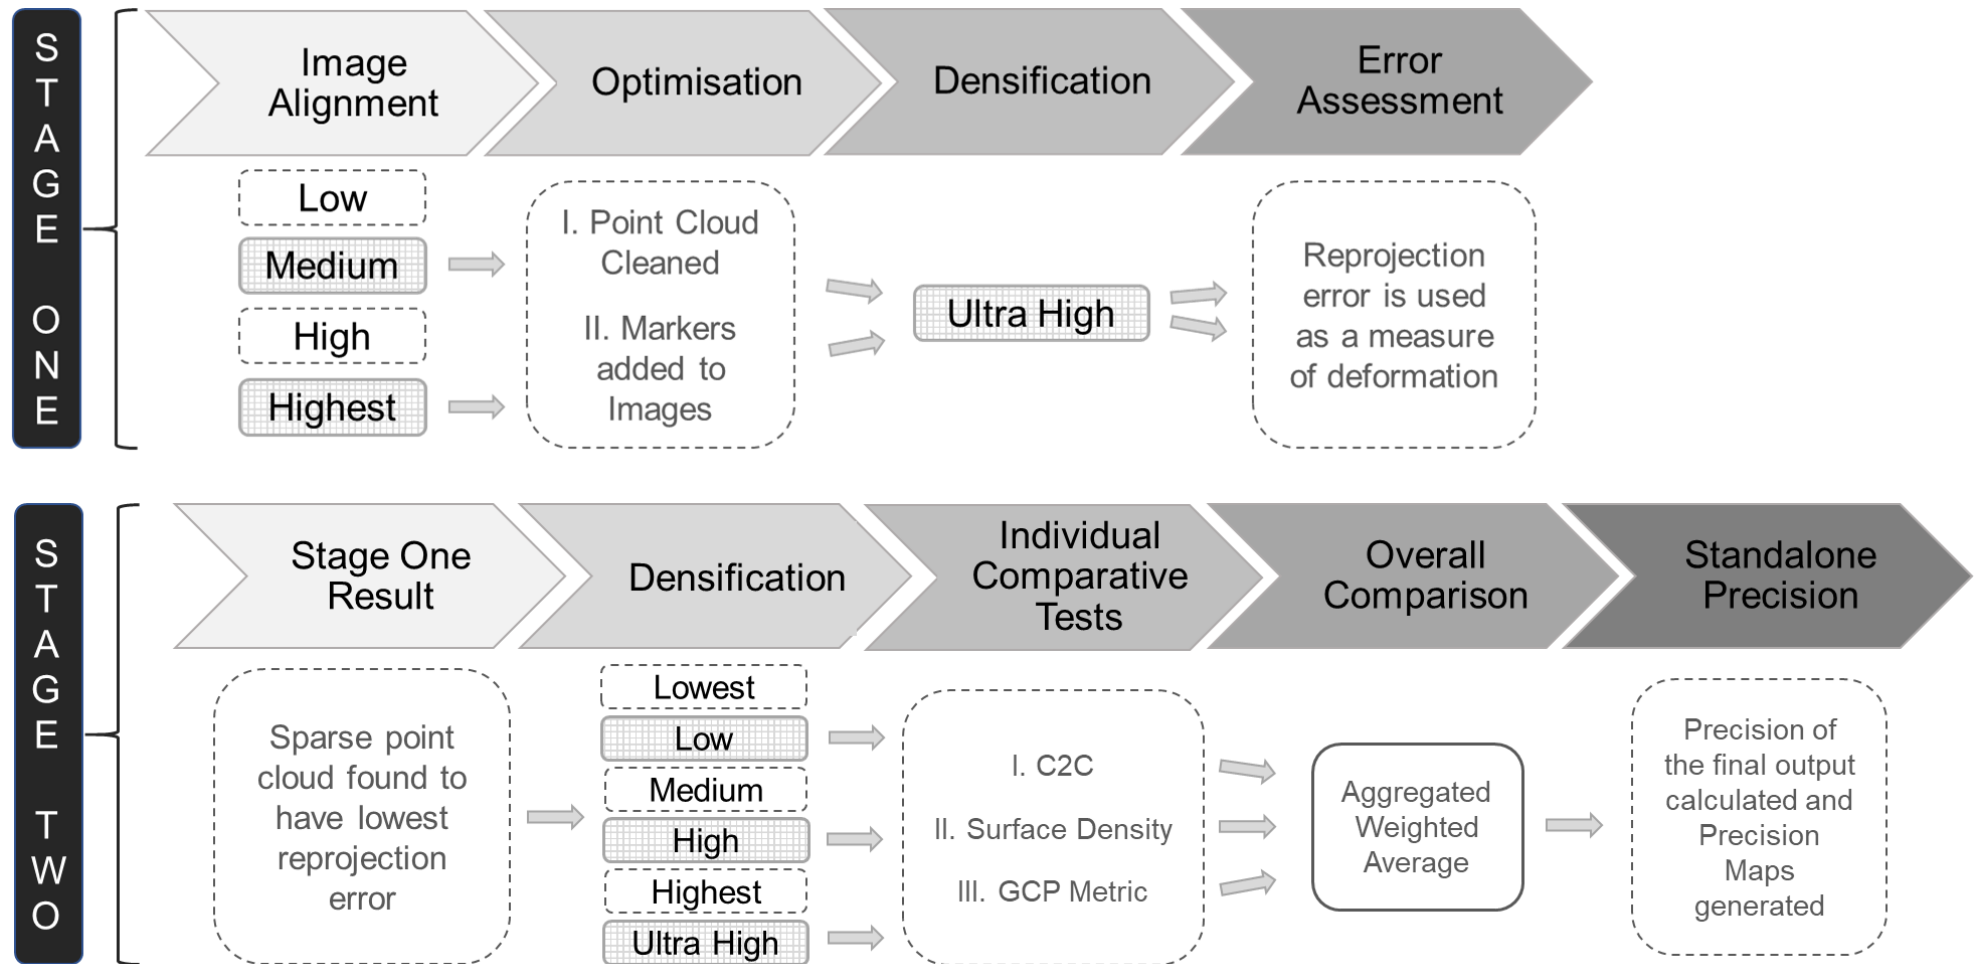 STAGE ONE
Image
Alignment
Optimisation
Densification
Error
Assessment
Low
Medium
High
Highest
I. Point Cloud
Cleaned
II. Markers
added to
Images
Ultra High
Reprojection
error is used
as a measure
of deformation
STAGE TWO
Stage One
Result
Densification
Individual
Comparative
Tests
Overall
Comparison
Standalone
Precision
Sparse point
cloud found to
have lowest
reprojection
error
Lowest
Low
Medium
High
Highest
Ultra High
I. C2C
II. Surface Density
III. GCP Metric
Aggregated
Weighted
Average
Precision of
the final output
calculated and
Precision
Maps
generated